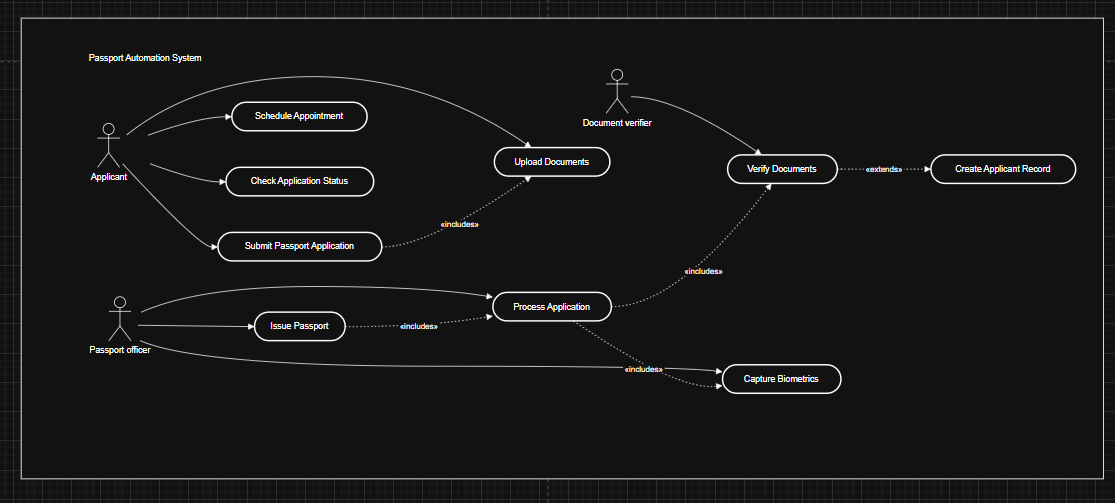 Passport Automation System
Schedule Appointment
Document verifier
Upload Documents
Verify Documents
«extends»
Create Applicant Record
Applicant
Check Application Status
«includes»
Submit Passport Application
«includes»
Process Application
Issue Passport
«includes»
Passport officer
«includes»
Capture Biometrics